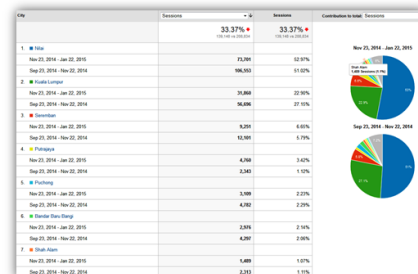 City
Sessions
Sessions
Contribution to total: Sessions
33.37%
33.37%
1. Nilai
Nov 23, 2014 - Jan 22, 2015 73,701 52.97%
Sep 23, 2014 - Nov 22, 2014 106,553 51.02%
2. Kuala Lumpur
Nov 23, 2014 - Jan 22, 2015 31,860 22.90%
Sep 23, 2014 - Nov 22, 2014 56,696 27.15%
3. Seremban
Nov 23, 2014 - Jan 22, 2015 9,251 6.65%
Sep 23, 2014 - Nov 22, 2014 12,101 5.79%
4. Putrajaya
Nov 23, 2014 - Jan 22, 2015 4,760 3.42%
Sep 23, 2014 - Nov 22, 2014 2,343 1.12%
5. Puchong
Nov 23, 2014 - Jan 22, 2015 3,109 2.23%
Sep 23, 2014 - Nov 22, 2014 4,782 2.29%
6. Bandar Baru Bangi
Nov 23, 2014 - Jan 22, 2015 2,976 2.14%
Sep 23, 2014 - Nov 22, 2014 4,297 2.06%
7. Shah Alam
Nov 23, 2014 - Jan 22, 2015 1,489 1.07%
Sep 23, 2014 - Nov 22, 2014 2,313 1.11%
Nov 23, 2014 - Jan 22, 2015
Shah Alam
Sep 23, 2014 - Nov 22, 2014